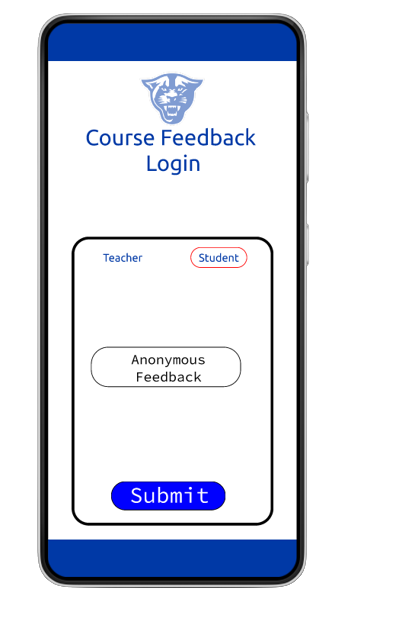 Course Feedback
Login
Teacher
Student
Anonymous
Feedback
Submit